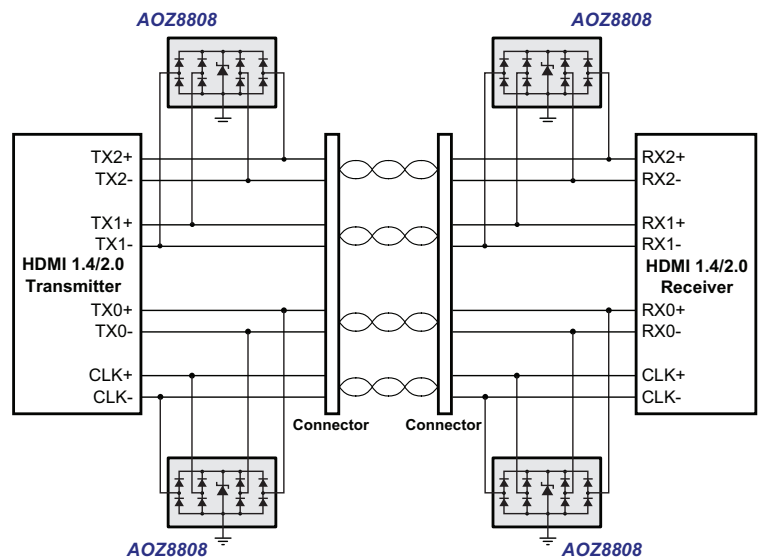 AOZ8808
AOZ8808
TX2+
TX2-
TX1+
TX1-
HDMI 1.4/2.0
Transmitter
TX0+
TX0-
CLK+
CLK-
RX2+
RX2-
RX1+
RX1-
HDMI 1.4/2.0
Receiver
RX0+
RX0-
CLK+
CLK-
Connector
Connector
AOZ8808
AOZ8808